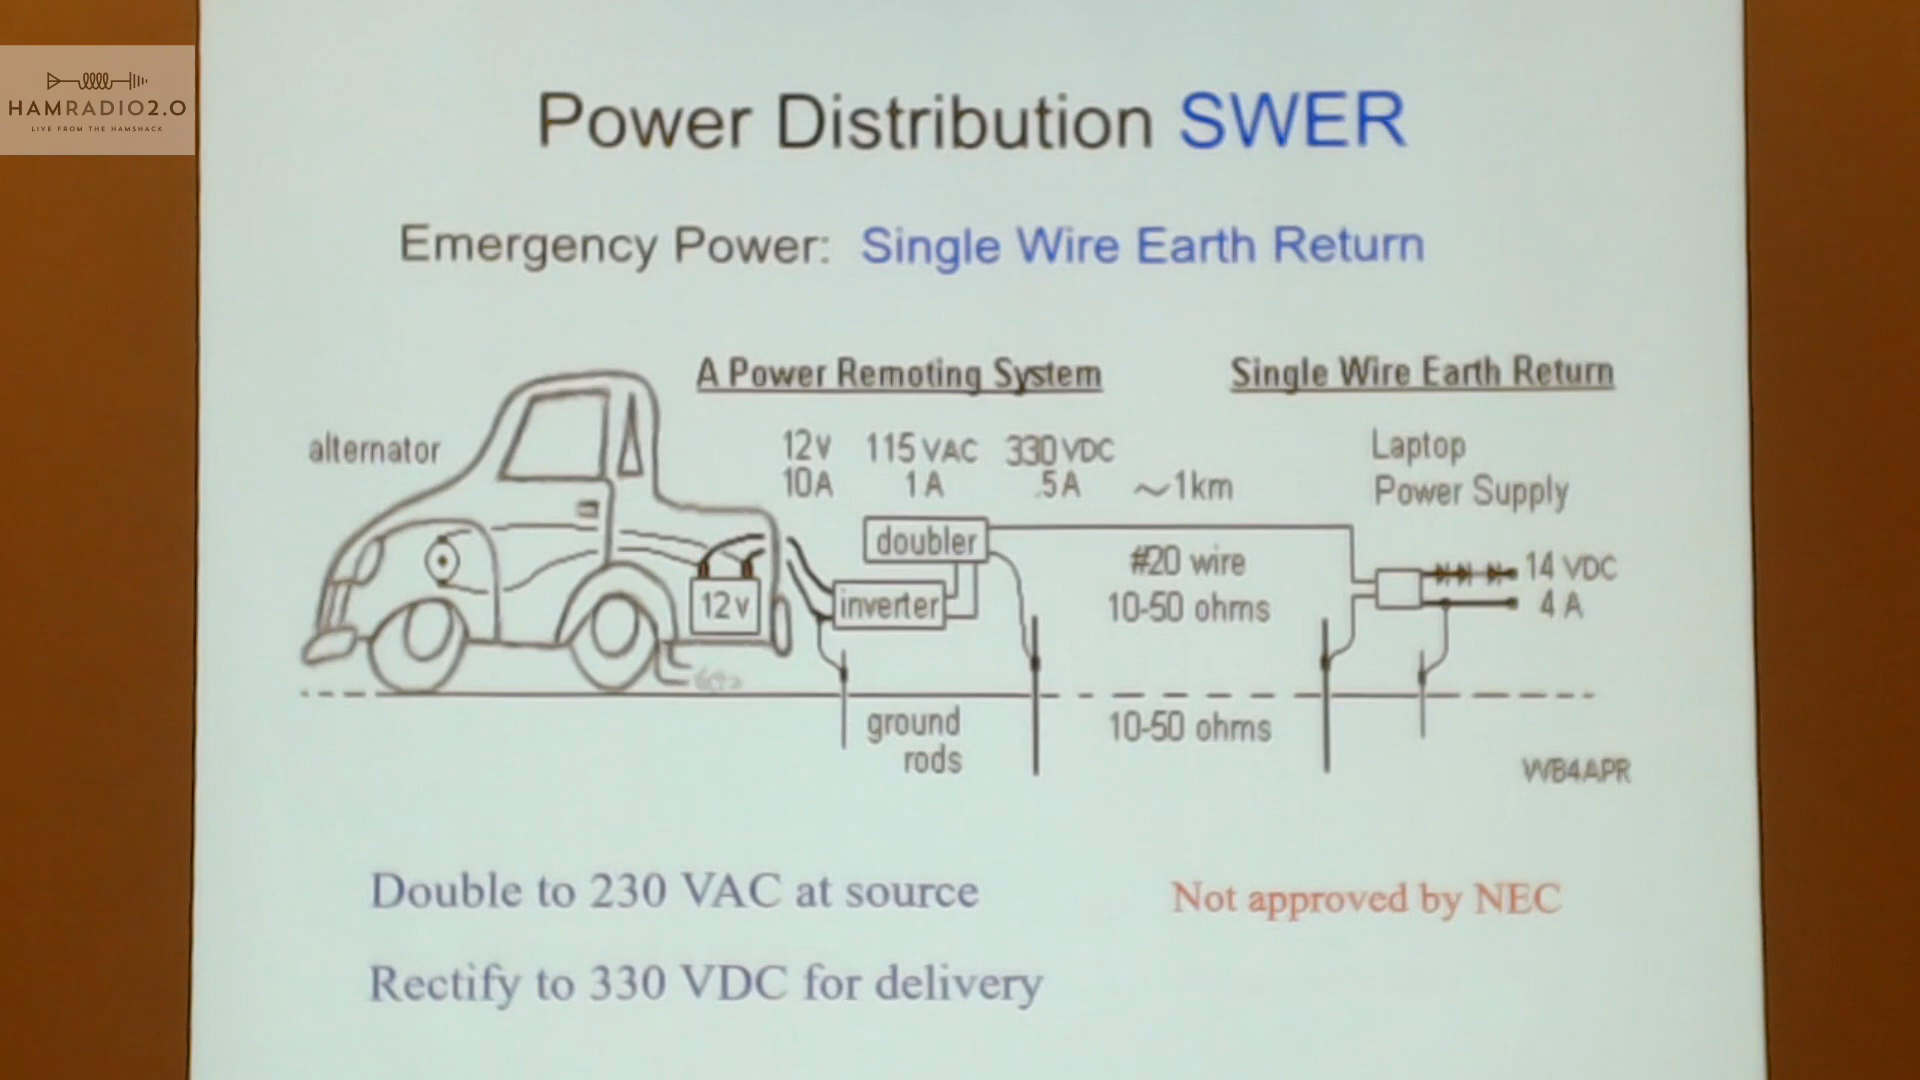 HAMRADIO2.0
LIVE FROM THE HAMSHACK
Power Distribution SWER
Emergency Power: Single Wire Earth Return
A Power Remoting System
Single Wire Earth Return
alternator
12V 115 VAC 330 VDC
10A 1 A .5 A ~1km
Laptop
Power Supply
doubler
inverter
12 v
#20 wire
10-50 ohms
14 VDC
4 A
ground
rods
10-50 ohms
WB4APR
Double to 230 VAC at source
Not approved by NEC
Rectify to 330 VDC for delivery